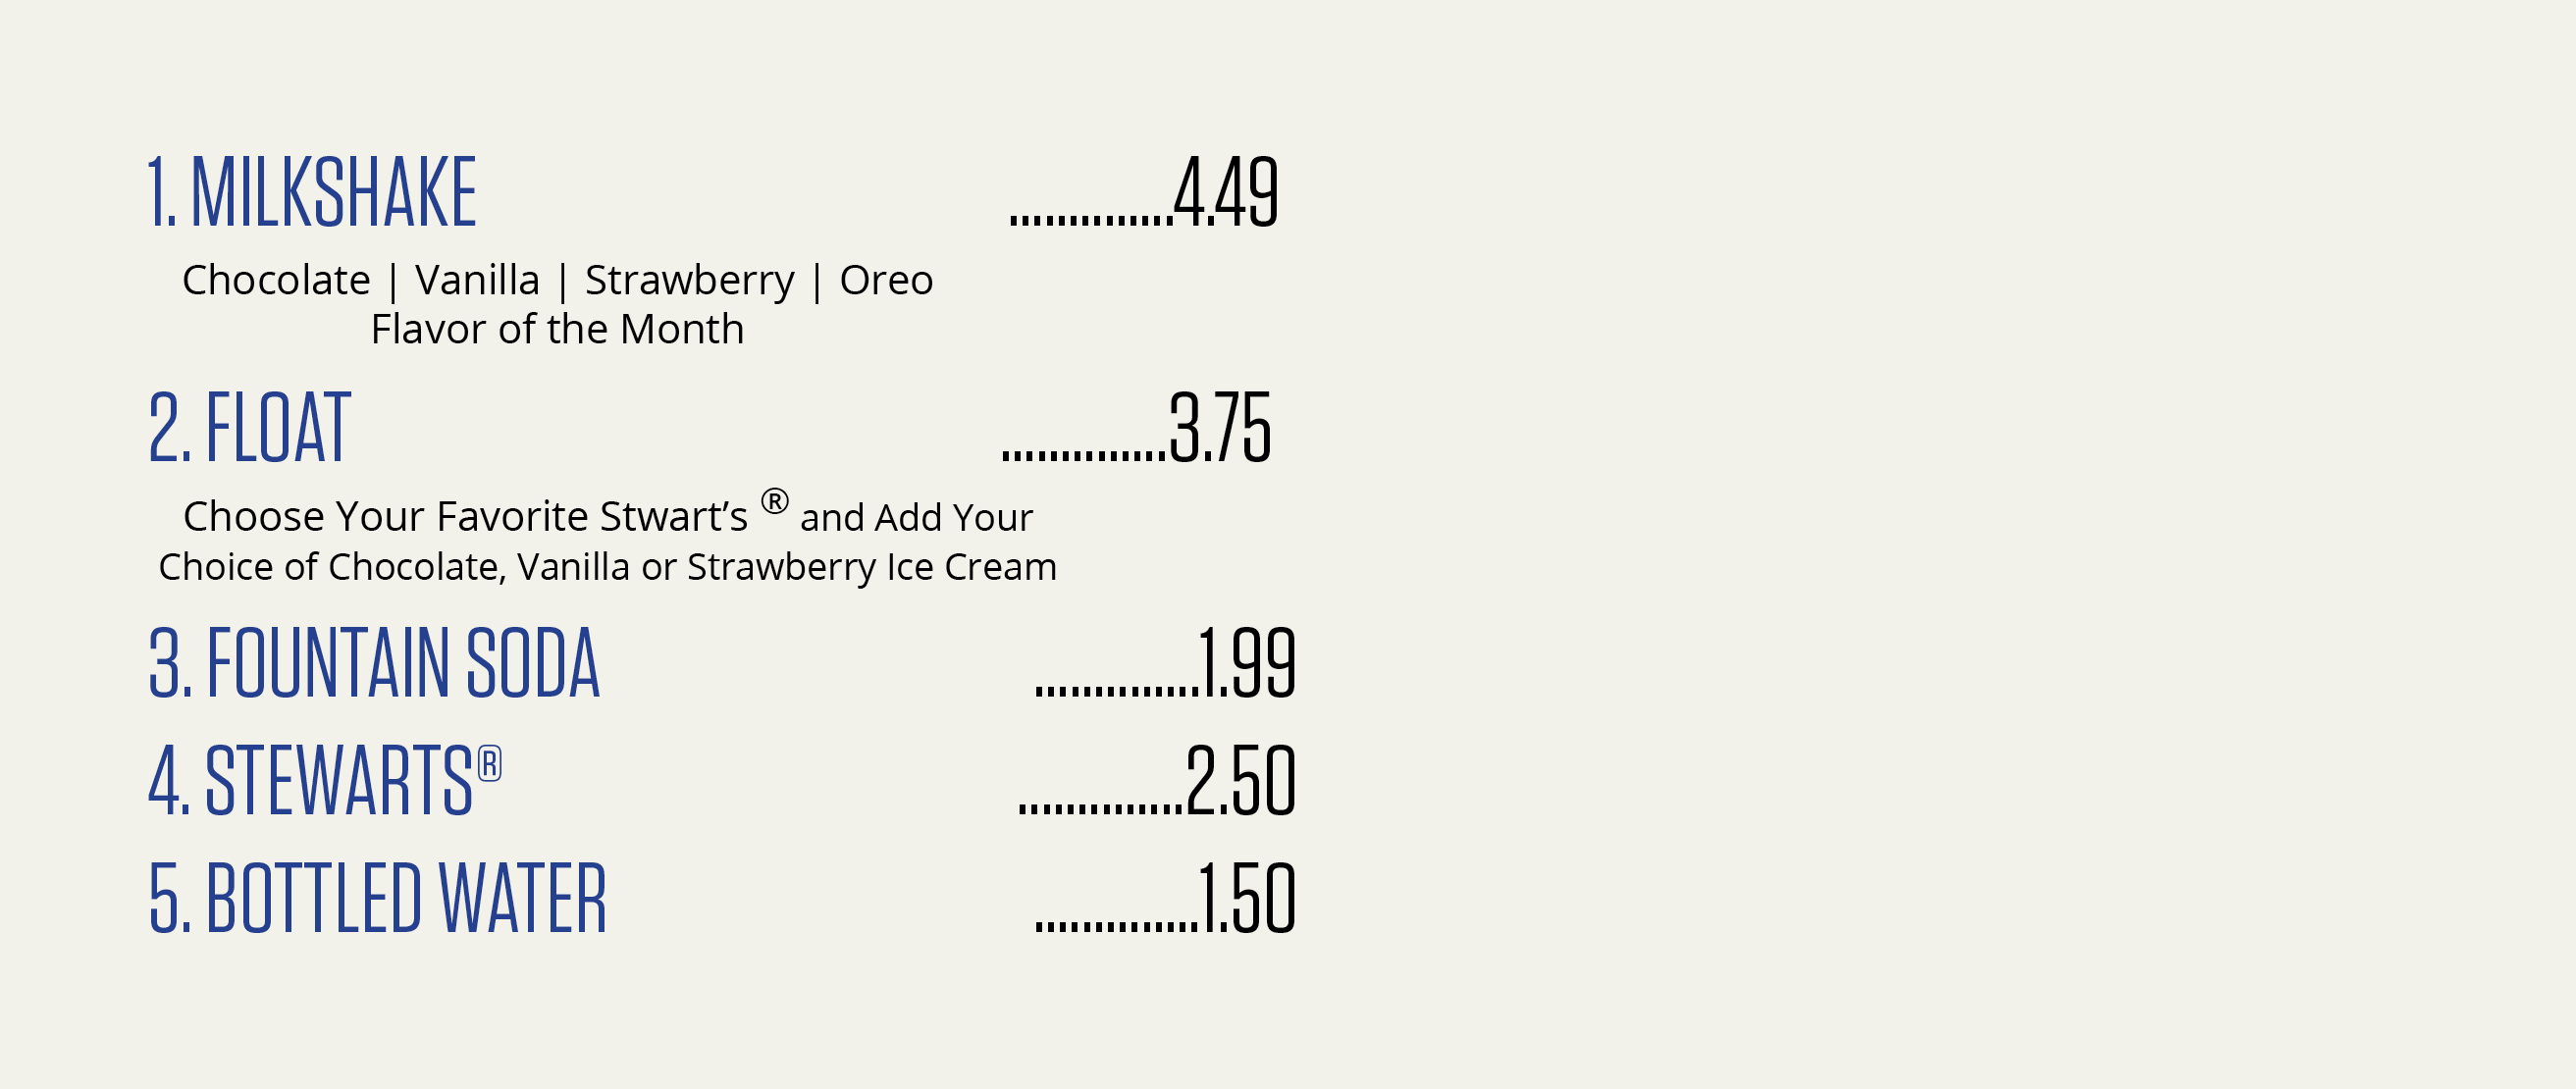 1. MILKSHAKE ..............4.49
Chocolate | Vanilla | Strawberry | Oreo
Flavor of the Month
2. FLOAT ..............3.75
Choose Your Favorite Stwart’s ® and Add Your
Choice of Chocolate, Vanilla or Strawberry Ice Cream
3. FOUNTAIN SODA ..............1.99
4. STEWARTS® ..............2.50
5. BOTTLED WATER ..............1.50